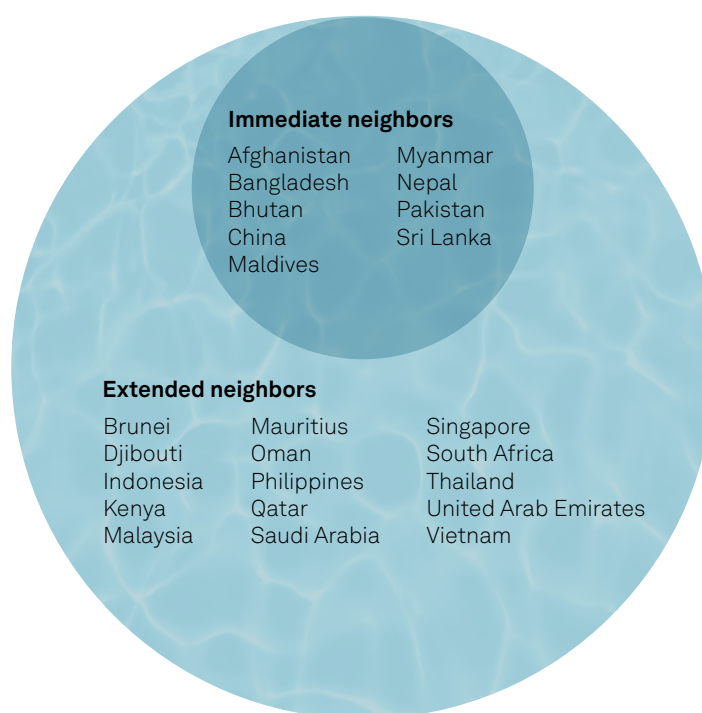 Immediate neighbors
Afghanistan
Bangladesh
Bhutan
China
Maldives
Myanmar
Nepal
Pakistan
Sri Lanka
Extended neighbors
Brunei
Djibouti
Indonesia
Kenya
Malaysia
Mauritius
Oman
Philippines
Qatar
Saudi Arabia
Singapore
South Africa
Thailand
United Arab Emirates
Vietnam